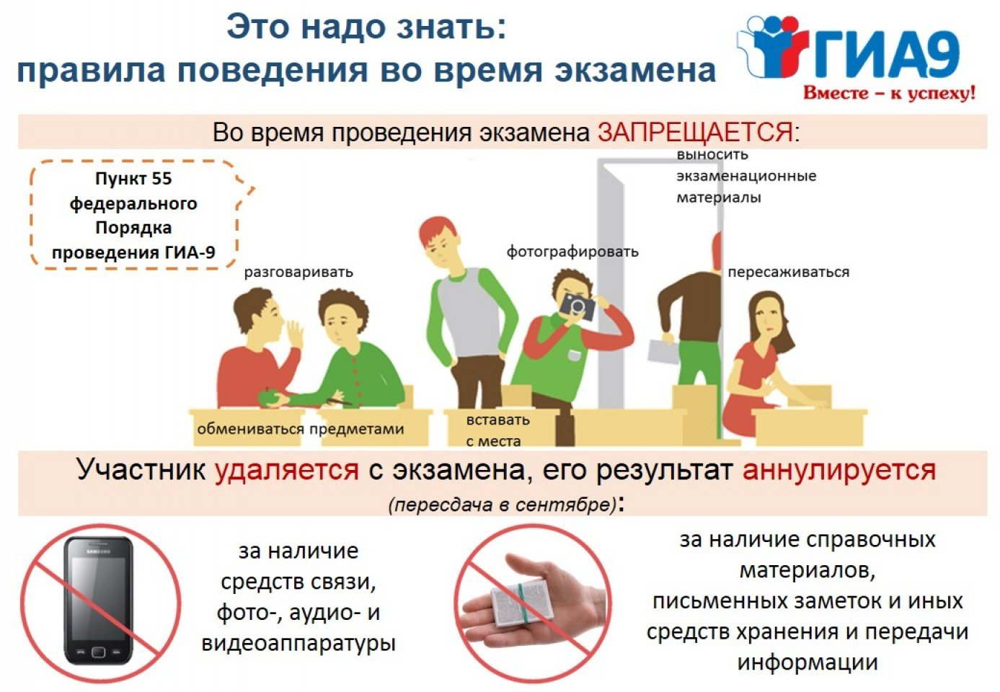 Это надо знать:
правила поведения во время экзамена
ГИА9
Вместе – к успеху!
Во время проведения экзамена ЗАПРЕЩАЕТСЯ:
Пункт 55
федерального
Порядка
проведения ГИА-9
выносить
экзаменационные
материалы
фотографировать
разговаривать
пересаживаться
обмениваться предметами
вставать
с места
Участник удаляется с экзамена, его результат аннулируется
(пересдача в сентябре):
SAMSUNG
за наличие
средств связи,
фото-, аудио- и
видеоаппаратуры
за наличие справочных
материалов,
письменных заметок и иных
средств хранения и передачи
информации